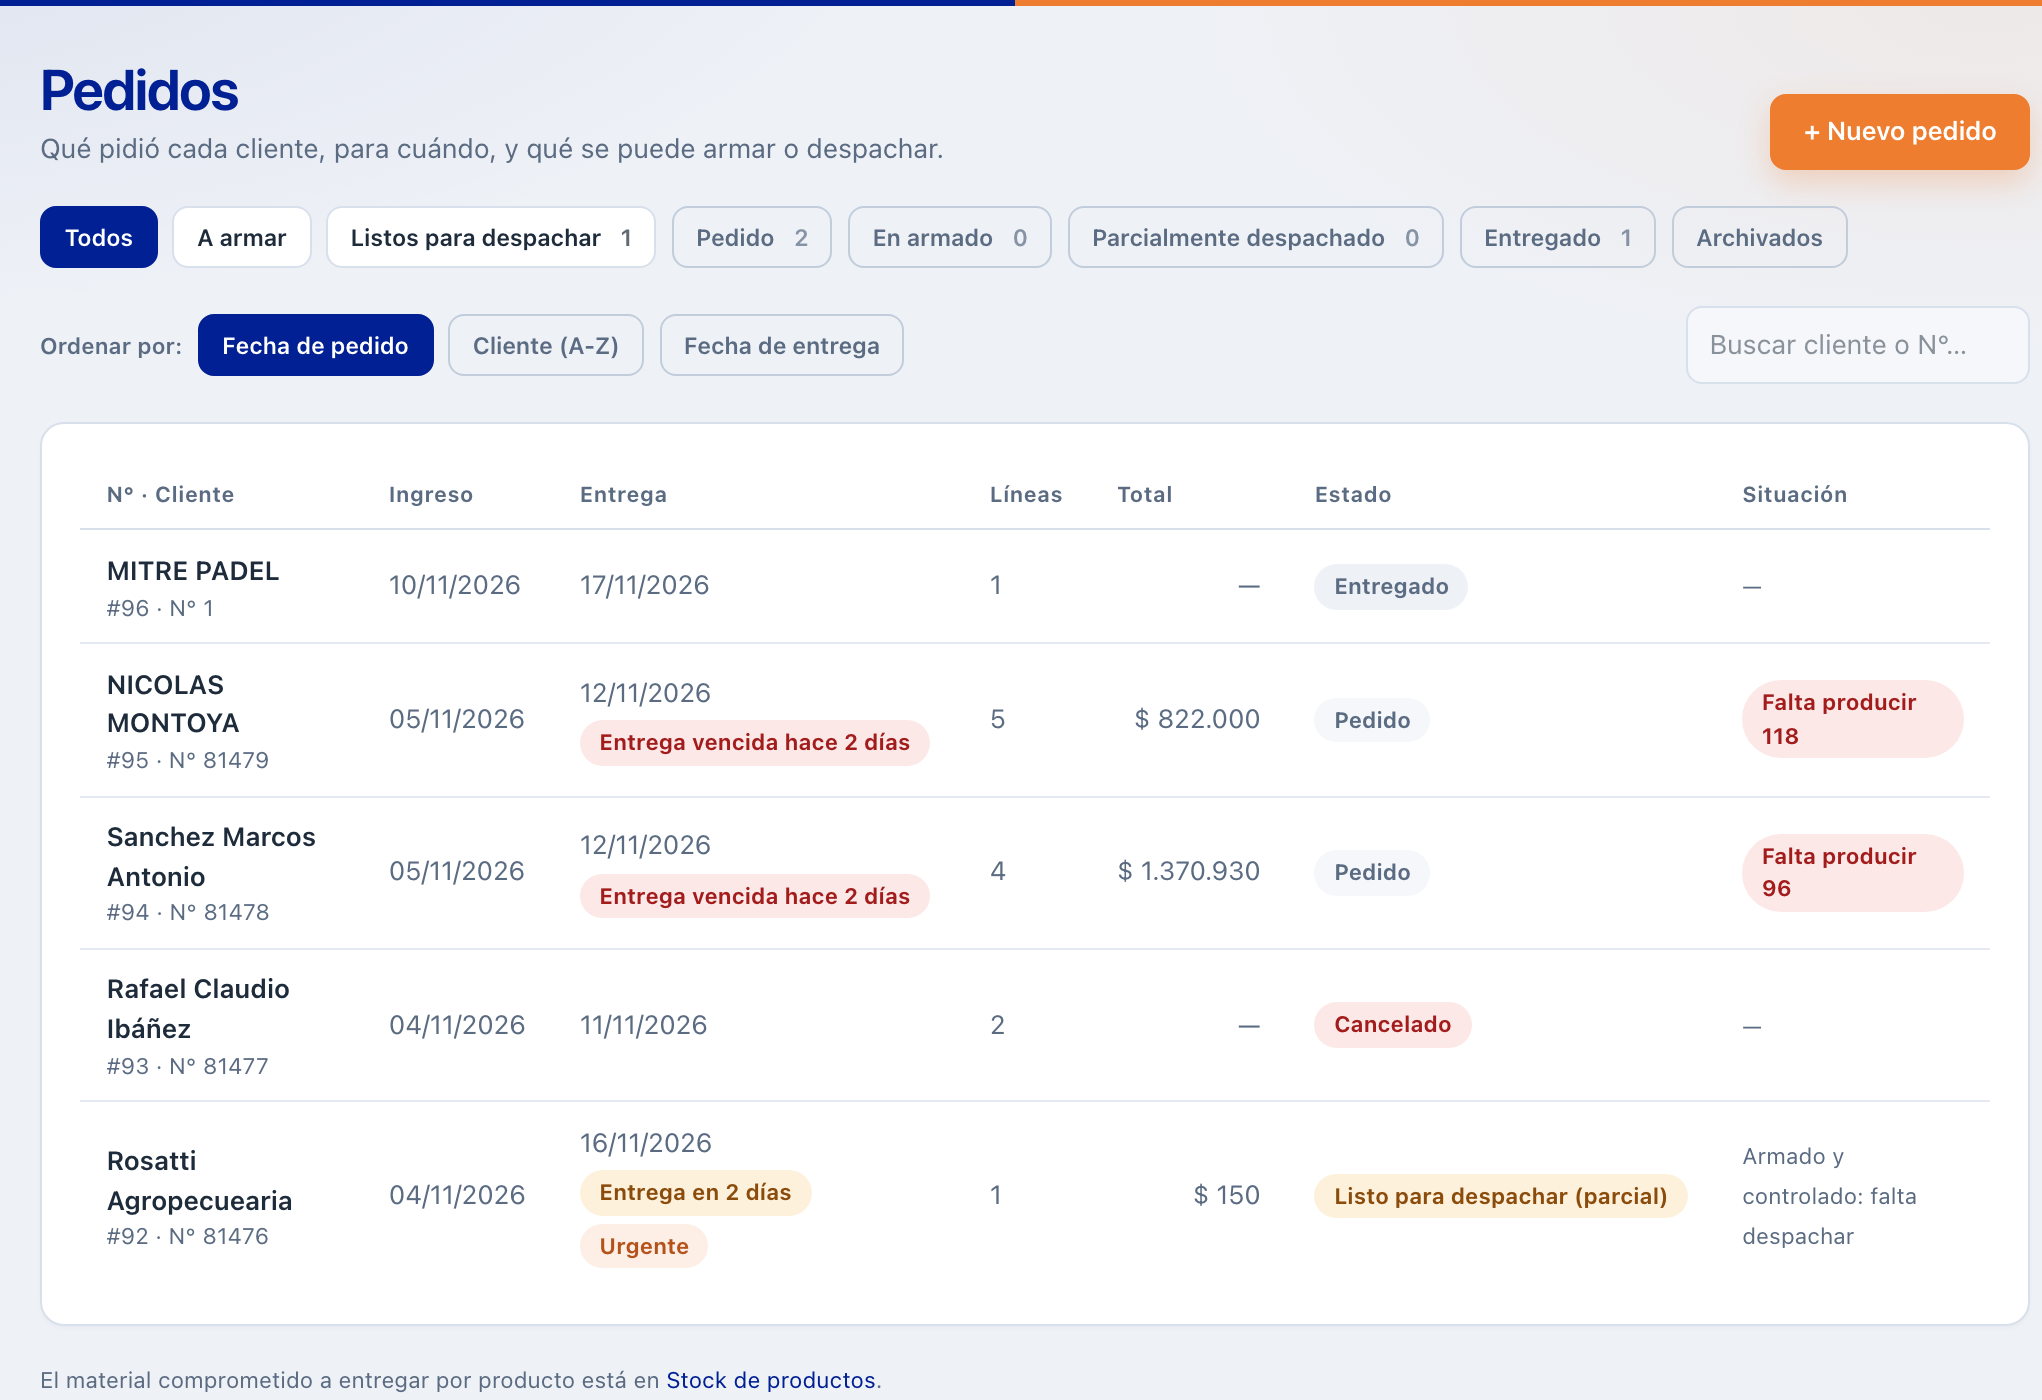 Pedidos
Qué pidió cada cliente, para cuándo, y qué se puede armar o despachar.
+ Nuevo pedido
Todos A armar Listos para despachar 1 Pedido 2 En armado 0 Parcialmente despachado 0 Entregado 1 Archivados
Ordenar por: Fecha de pedido Cliente (A-Z) Fecha de entrega Buscar cliente o N°...
N° · Cliente Ingreso Entrega Líneas Total Estado Situación
MITRE PADEL
#96 · N° 1
10/11/2026 17/11/2026 1 — Entregado —
NICOLAS
MONTOYA
#95 · N° 81479
05/11/2026
12/11/2026
Entrega vencida hace 2 días
5 $ 822.000 Pedido
Falta producir
118
Sanchez Marcos
Antonio
#94 · N° 81478
05/11/2026
12/11/2026
Entrega vencida hace 2 días
4 $ 1.370.930 Pedido
Falta producir
96
Rafael Claudio
Ibáñez
#93 · N° 81477
04/11/2026 11/11/2026 2 — Cancelado —
Rosatti
Agropecuearia
#92 · N° 81476
04/11/2026
16/11/2026
Entrega en 2 días
Urgente
1 $ 150 Listo para despachar (parcial)
Armado y
controlado: falta
despachar
El material comprometido a entregar por producto está en Stock de productos.